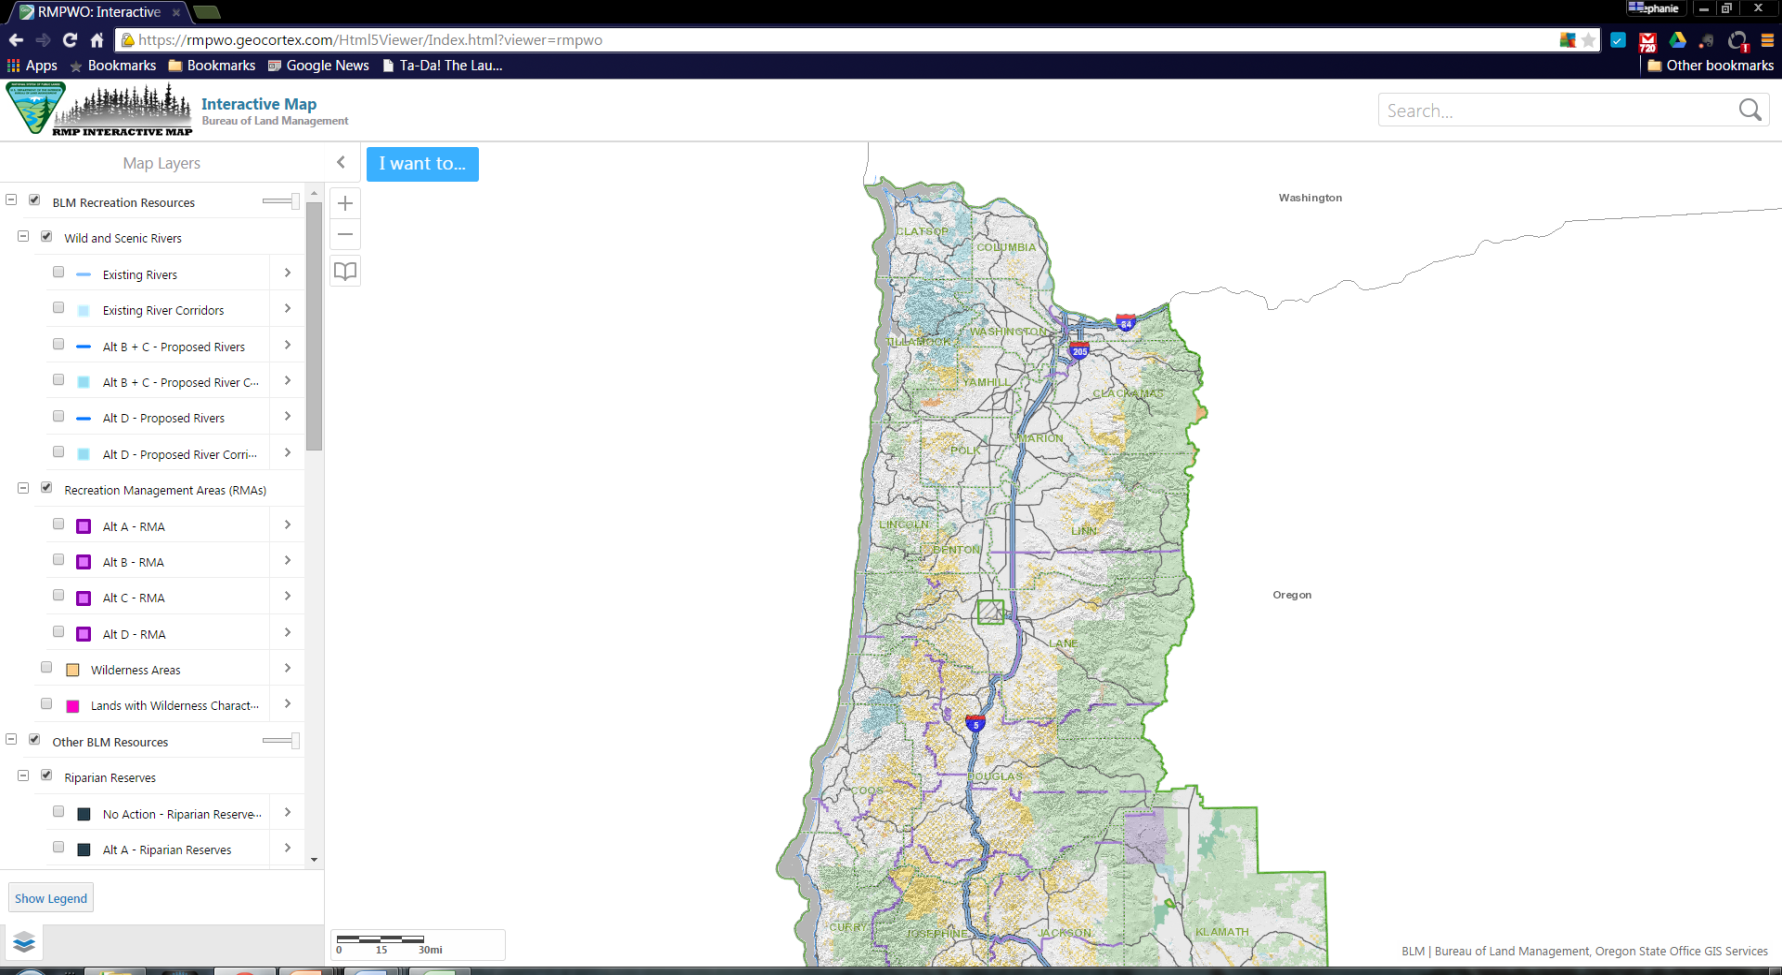 RMPWO: Interactive
ephanie
https://rmpwo.geocortex.com/Html5Viewer/Index.html?viewer=rmpwo
720
1
Apps
Bookmarks
Bookmarks
Google News
Ta-Da! The Lau...
Other bookmarks
RMP INTERACTIVE MAP
Interactive Map
Bureau of Land Management
Search...
Map Layers
I want to...
BLM Recreation Resources
Wild and Scenic Rivers
Existing Rivers
Existing River Corridors
Alt B + C - Proposed Rivers
Alt B + C - Proposed River C...
Alt D - Proposed Rivers
Alt D - Proposed River Corri...
Recreation Management Areas (RMAs)
Alt A - RMA
Alt B - RMA
Alt C - RMA
Alt D - RMA
Wilderness Areas
Lands with Wilderness Charact...
Other BLM Resources
Riparian Reserves
No Action - Riparian Reserve...
Alt A - Riparian Reserves
Show Legend
Washington
CLATSOP
COLUMBIA
84
WASHINGTON
TILLAMOOK
205
YAMHILL
CLACKAMAS
MARION
POLK
LINCOLN
LINN
BENTON
Oregon
LANE
5
DOUGLAS
COOS
CURRY
JOSEPHINE
JACKSON
KLAMATH
0 15 30mi
BLM | Bureau of Land Management, Oregon State Office GIS Services